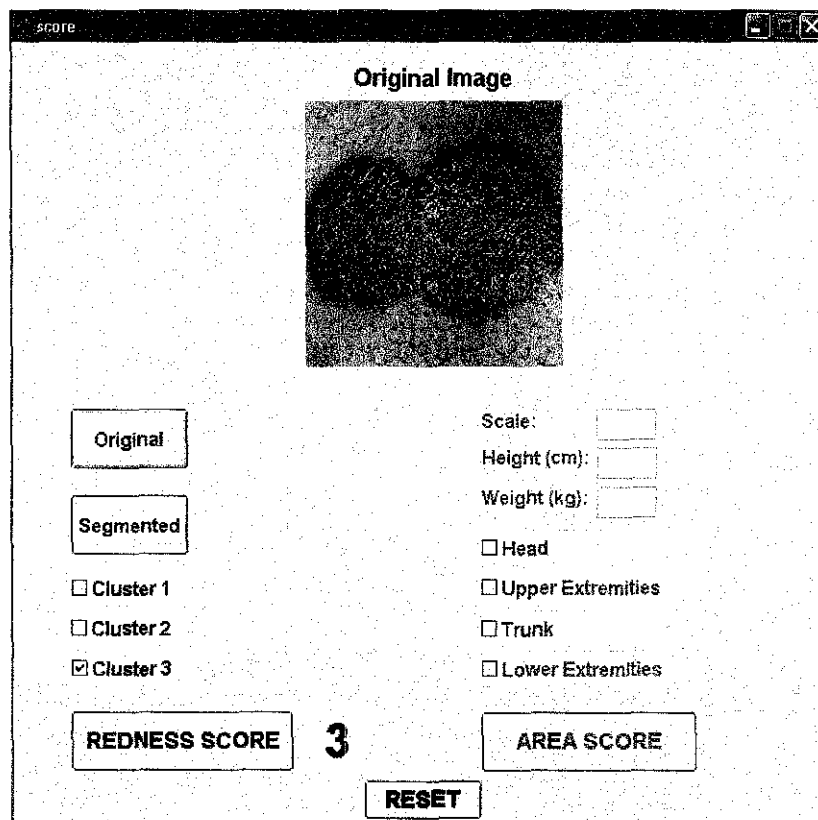 score
Original Image
Original
Segmented
Cluster 1
Cluster 2
Cluster 3
REDNESS SCORE 3
Scale:
Height (cm):
Weight (kg):
Head
Upper Extremities
Trunk
Lower Extremities
AREA SCORE
RESET